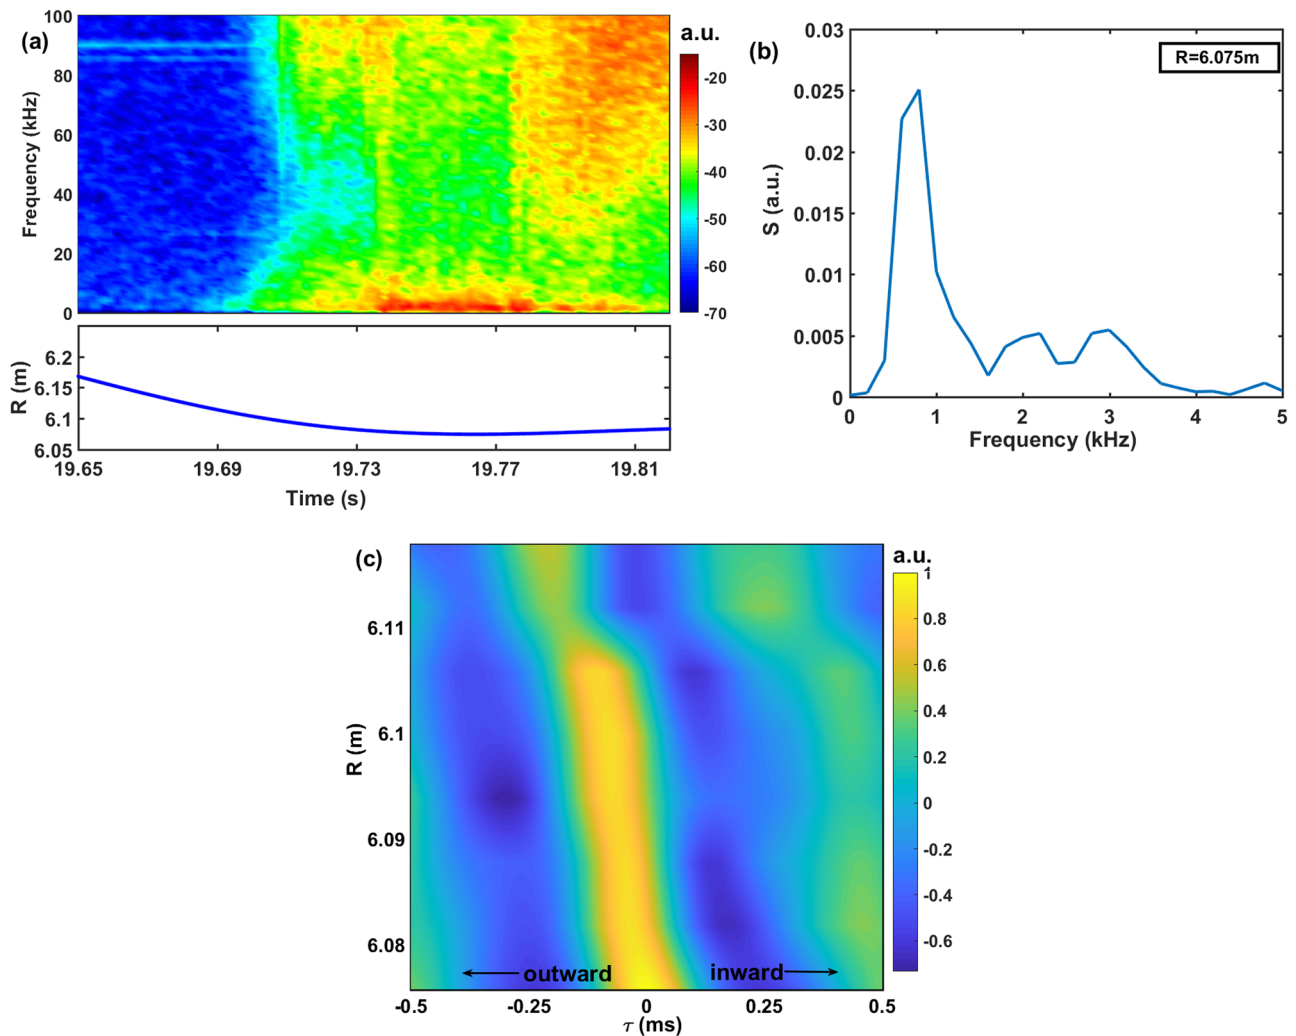 (a)
a.u.
Frequency (kHz)
100
80
60
40
20
0
-20
-30
-40
-50
-60
-70
R (m)
6.2
6.15
6.1
6.05
19.65 19.69 19.73 19.77 19.81
Time (s)
(b)
R=6.075m
S (a.u.)
0.03
0.025
0.02
0.015
0.01
0.005
0
0 1 2 3 4 5
Frequency (kHz)
(c)
a.u.
R (m)
6.11
6.1
6.09
6.08
outward inward
-0.5 -0.25 0 0.25 0.5
τ (ms)
1
0.8
0.6
0.4
0.2
0
-0.2
-0.4
-0.6